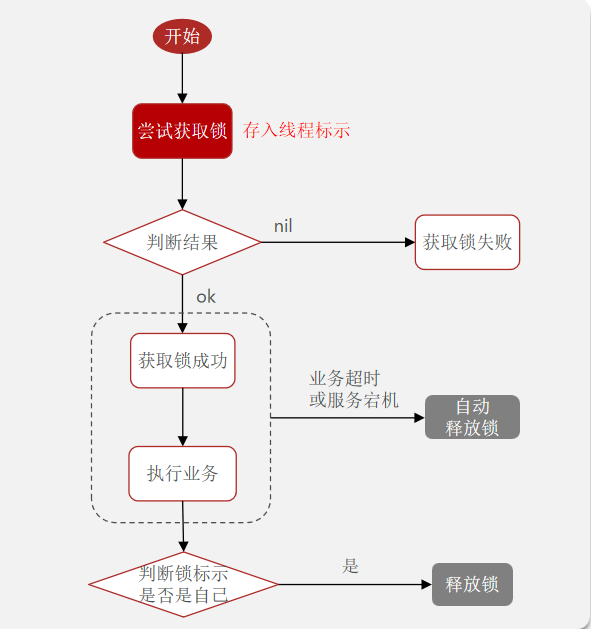 开始
尝试获取锁
存入线程标示
判断结果
nil
获取锁失败
ok
获取锁成功
业务超时
或服务宕机
自动
释放锁
执行业务
判断锁标示
是否是自己
是
释放锁